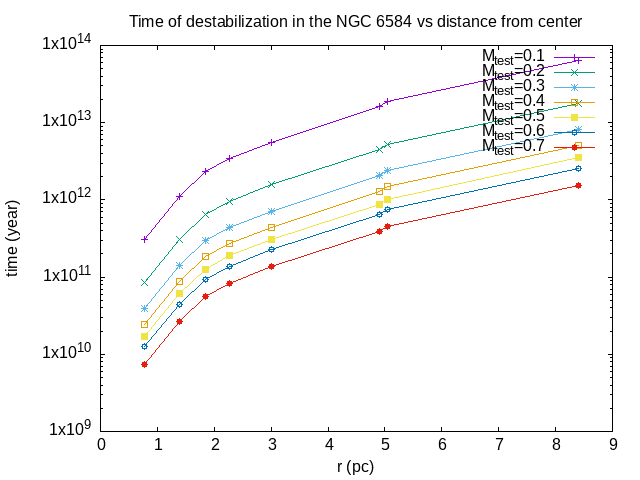 Time of destabilization in the NGC 6584 vs distance from center
1x10^14
1x10^13
1x10^12
1x10^11
1x10^10
1x10^9
time (year)
M_test=0.1
M_test=0.2
M_test=0.3
M_test=0.4
M_test=0.5
M_test=0.6
M_test=0.7
0 1 2 3 4 5 6 7 8 9
r (pc)